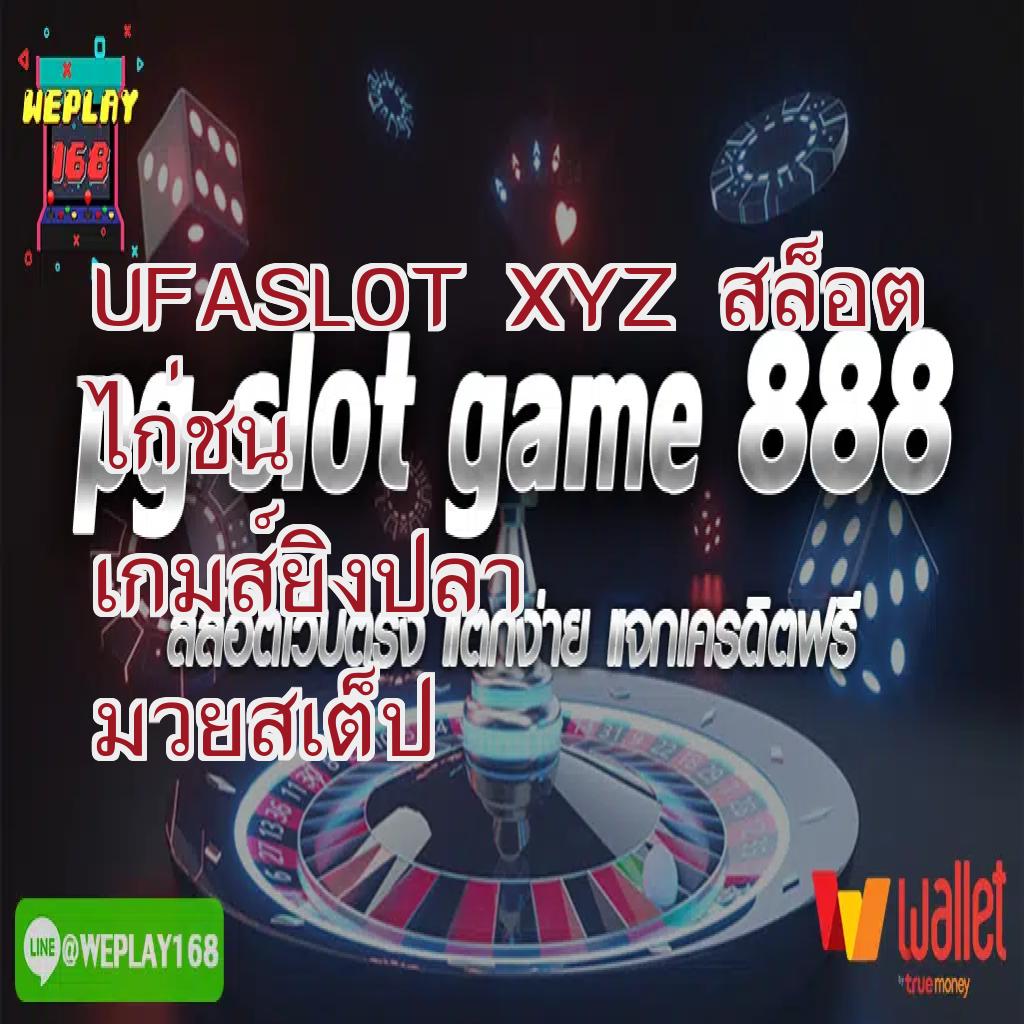 WEPLAY
168
UFASLOT XYZ สล็อต
pg slot game 888
ไก่ชน
เกมส์ยิงปลา
สล็อตเว็บตรง แตกง่าย แจกเครดิตฟรี
มวยสเต็ป
LINE @WEPLAY168
wallet
by truemoney